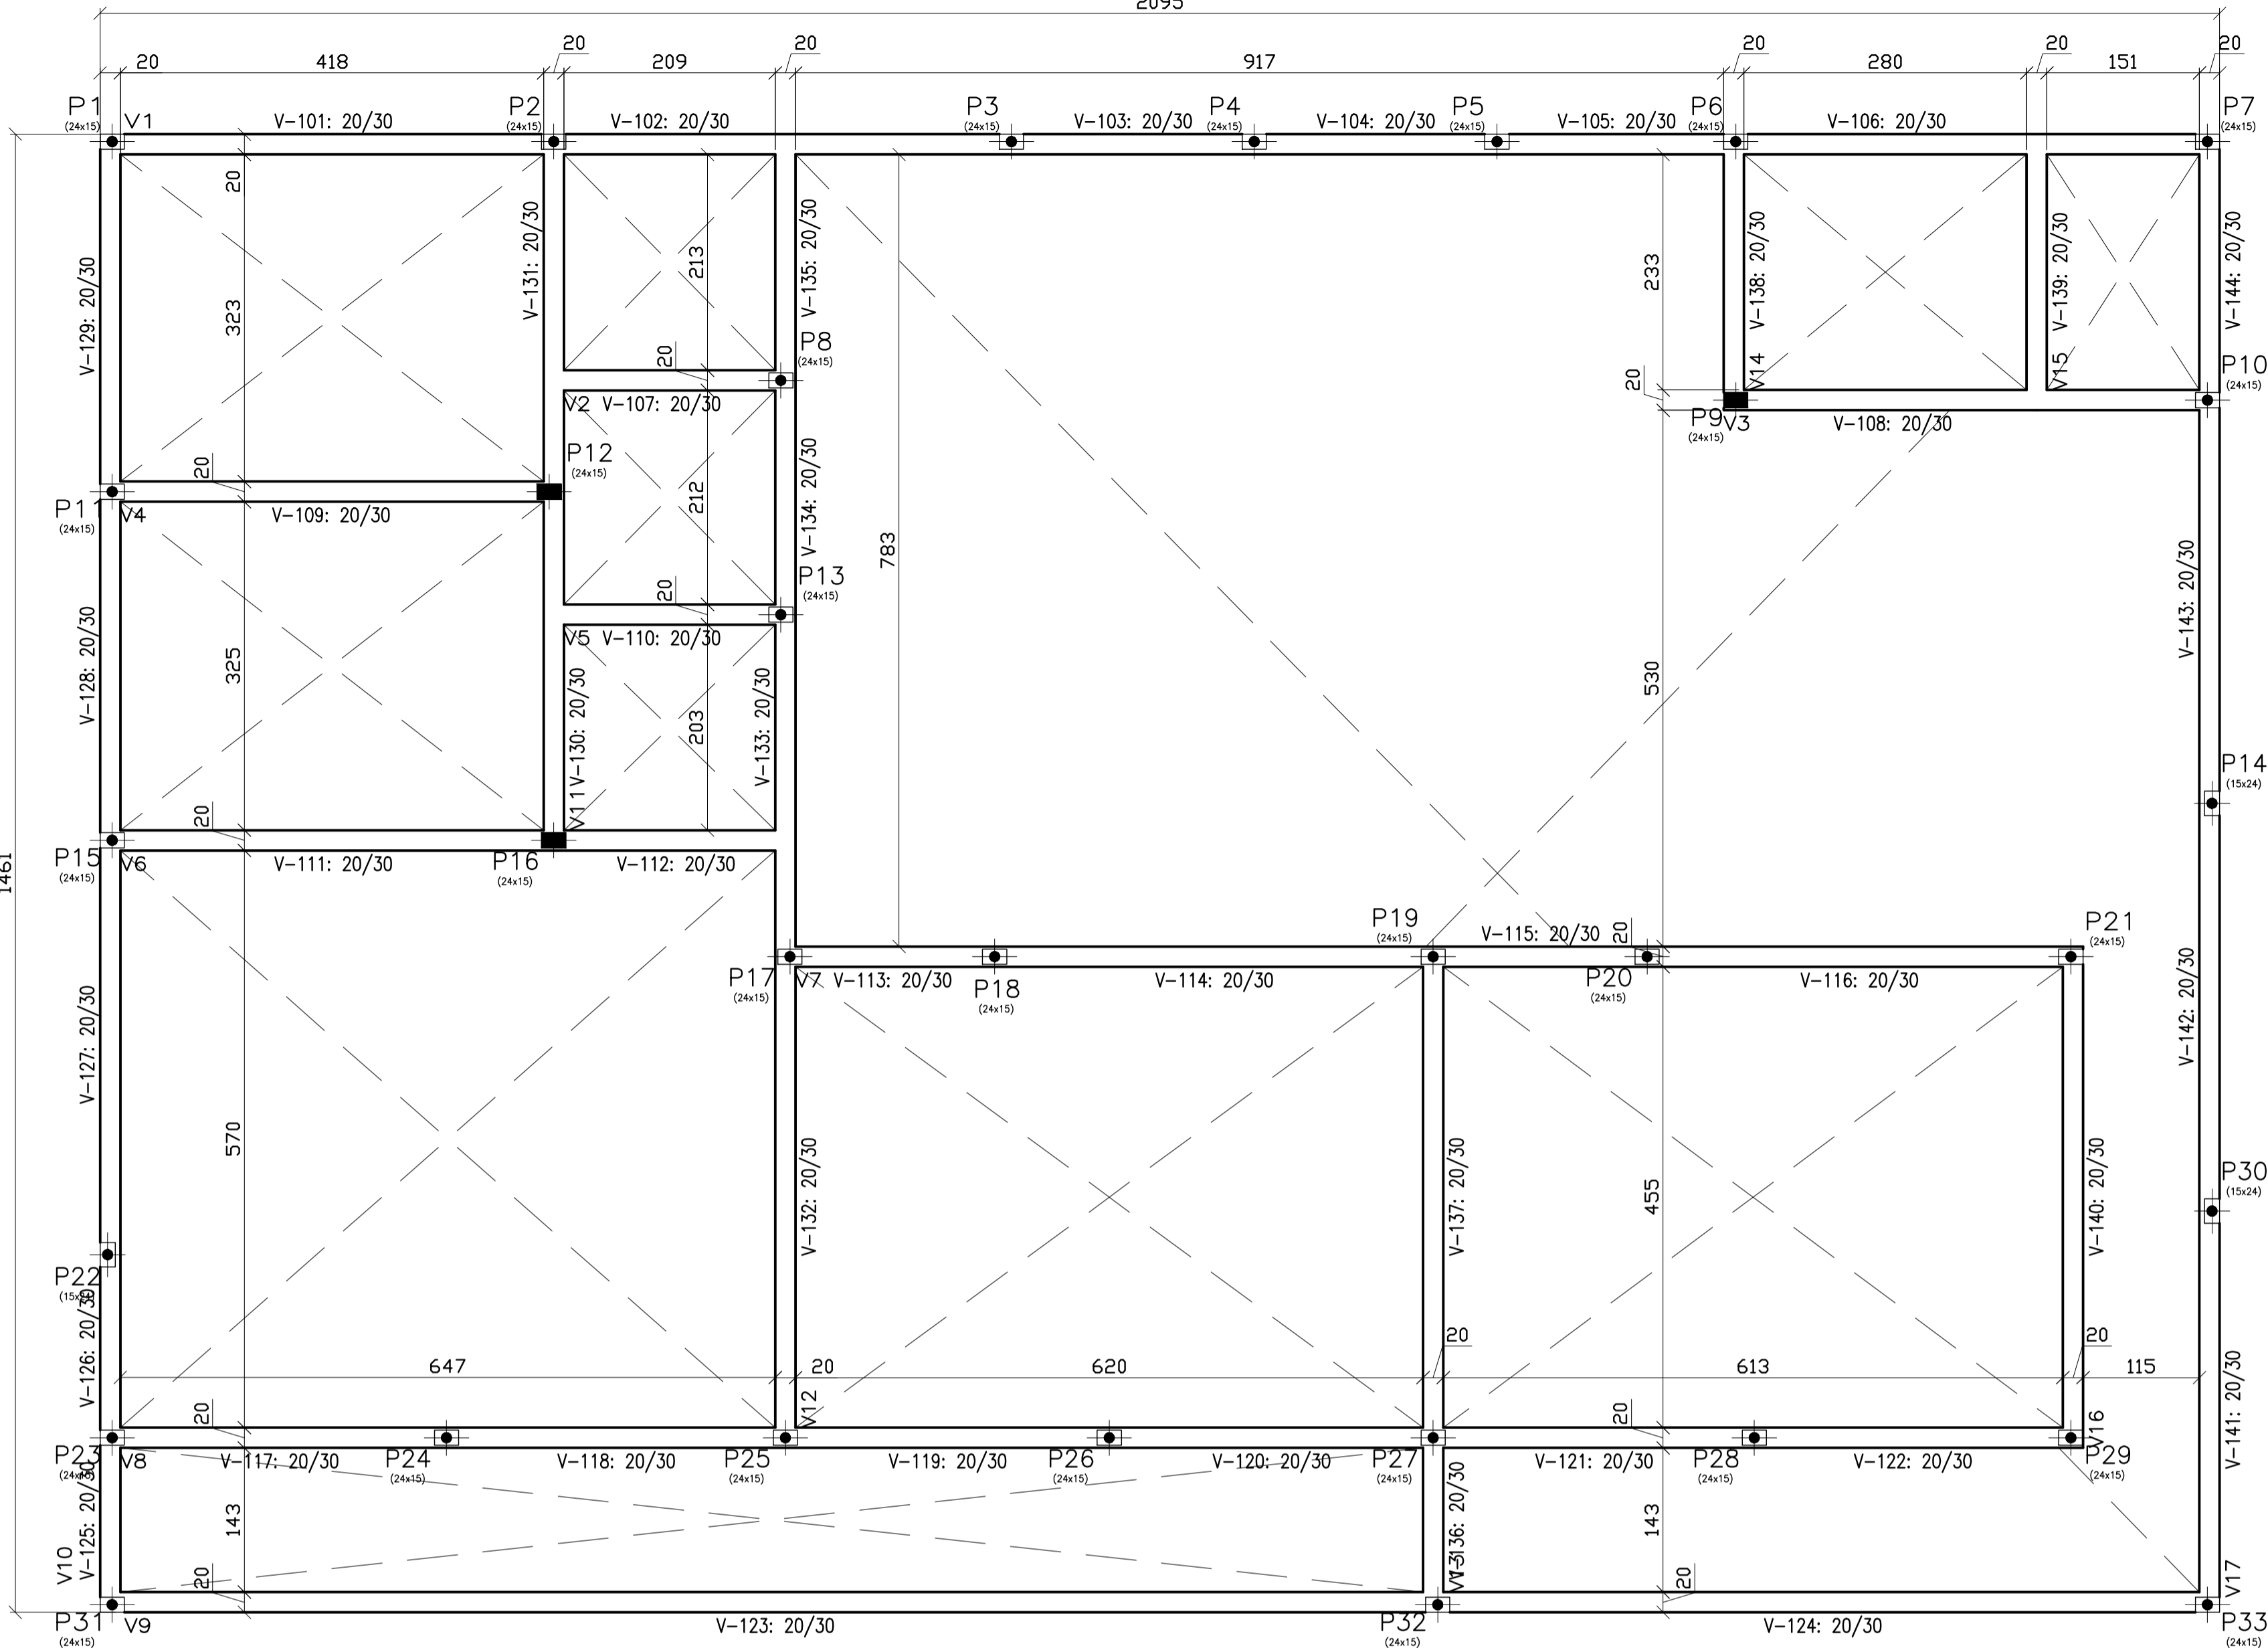 2095
20 418 20 209 20 917 20 280 20 151 20
P1
(24x15)
V1
V-101: 20/30
P2
(24x15)
V-102: 20/30
P3
(24x15)
V-103: 20/30
P4
(24x15)
V-104: 20/30
P5
(24x15)
V-105: 20/30
P6
(24x15)
V-106: 20/30
P7
(24x15)
20
323
V-129: 20/30
V-131: 20/30
213
V-135: 20/30
233
V-138: 20/30
V14
V-139: 20/30
V15
V-144: 20/30
20
P8
(24x15)
V2 V-107: 20/30
20
P9
(24x15)
V3
V-108: 20/30
P10
(24x15)
20
P11
(24x15)
V4
V-109: 20/30
P12
(24x15)
212
V-134: 20/30
783
530
V-143: 20/30
20
P13
(24x15)
V5 V-110: 20/30
V-128: 20/30
325
V11
V-130: 20/30
203
V-133: 20/30
20
P14
(15x24)
P15
(24x15)
V6
V-111: 20/30
P16
(24x15)
V-112: 20/30
1461
P17
(24x15)
V7 V-113: 20/30
P18
(24x15)
V-114: 20/30
P19
(24x15)
V-115: 20/30
20
P20
(24x15)
V-116: 20/30
P21
(24x15)
V-142: 20/30
V-127: 20/30
570
V-132: 20/30
V12
V-137: 20/30
455
V-140: 20/30
V16
P30
(15x24)
P22
V-126: 20/30
647 20 620 20 613 20 115
20
20
V-141: 20/30
P23
V8
V-117: 20/30
P24
(24x15)
V-118: 20/30
P25
(24x15)
V-119: 20/30
P26
(24x15)
V-120: 20/30
P27
(24x15)
V-121: 20/30
P28
(24x15)
V-122: 20/30
P29
(24x15)
V10
V-125: 20/30
143
20
V-136: 20/30
143
20
V17
P31
(24x15)
V9
V-123: 20/30
P32
(24x15)
V-124: 20/30
P33
(24x15)